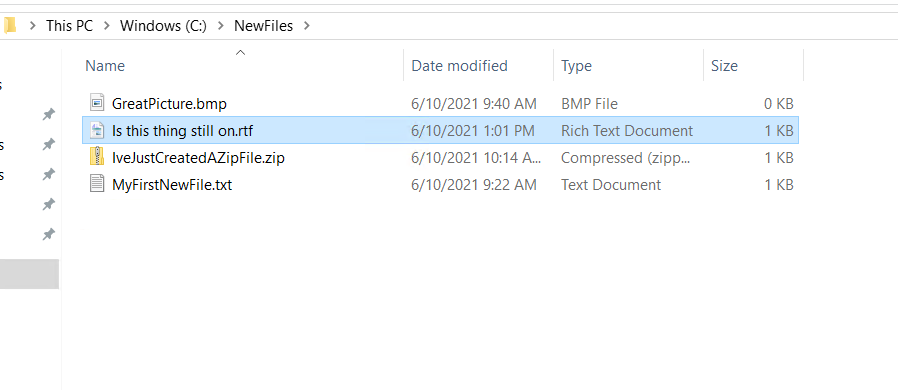 This PC > Windows (C:) > NewFiles >
Name Date modified Type Size
GreatPicture.bmp 6/10/2021 9:40 AM BMP File 0 KB
Is this thing still on.rtf 6/10/2021 1:01 PM Rich Text Document 1 KB
IveJustCreatedAZipFile.zip 6/10/2021 10:14 A... Compressed (zipp... 1 KB
MyFirstNewFile.txt 6/10/2021 9:22 AM Text Document 1 KB